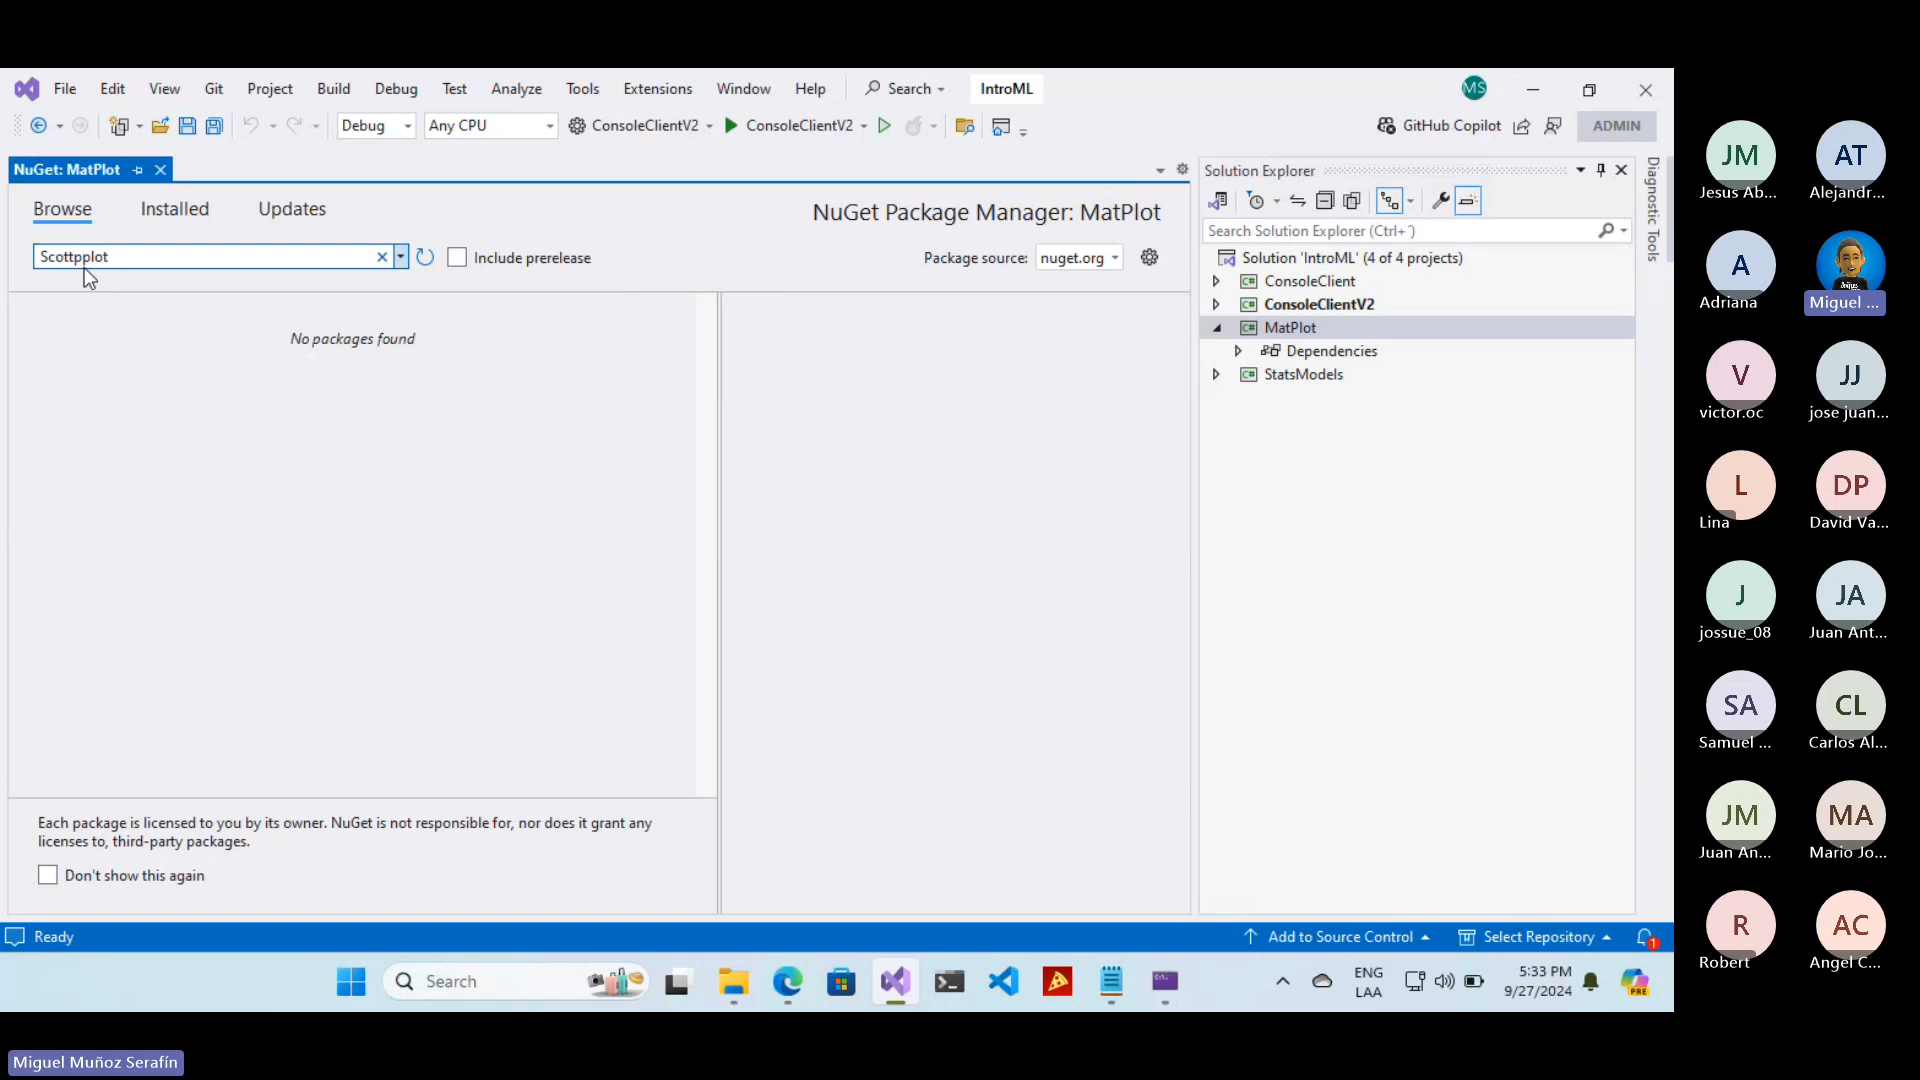 File Edit View Git Project Build Debug Test Analyze Tools Extensions Window Help Search IntroML MS
Debug Any CPU ConsoleClientV2 ConsoleClientV2 GitHub Copilot ADMIN
NuGet: MatPlot
Browse Installed Updates NuGet Package Manager: MatPlot
Scottpplot Include prerelease Package source: nuget.org
No packages found
Each package is licensed to you by its owner. NuGet is not responsible for, nor does it grant any
licenses to, third-party packages.
Don't show this again
Solution Explorer
Search Solution Explorer (Ctrl+´)
Solution 'IntroML' (4 of 4 projects)
C# ConsoleClient
C# ConsoleClientV2
C# MatPlot
Dependencies
C# StatsModels
Diagnostic Tools
Ready Add to Source Control Select Repository 1
Search ENG 5:33 PM
LAA 9/27/2024 PRE
JM AT
Jesus Ab... Alejandr...
A
Adriana Miguel ...
V JJ
victor.oc jose juan...
L DP
Lina David Va...
J JA
jossue_08 Juan Ant...
SA CL
Samuel ... Carlos Al...
JM MA
Juan An... Mario Jo...
R AC
Robert Angel C...
Miguel Muñoz Serafín